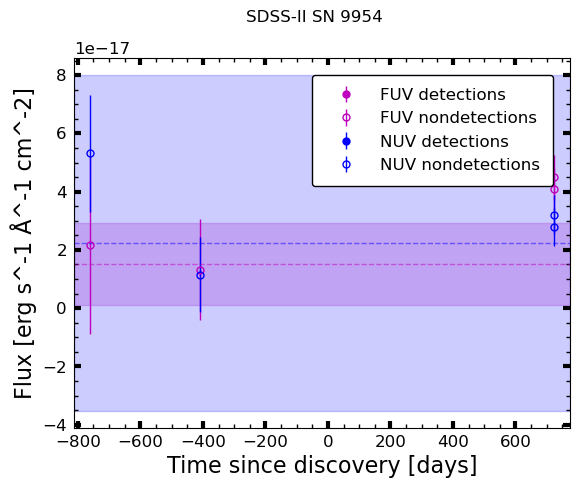 SDSS-II SN 9954
1e−17
FUV detections
FUV nondetections
NUV detections
NUV nondetections
8
6
4
2
0
−2
−4
Flux [erg s^-1 Å^-1 cm^-2]
−800 −600 −400 −200 0 200 400 600
Time since discovery [days]